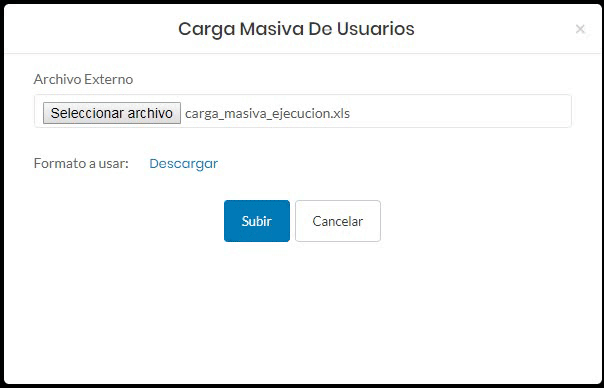 Carga Masiva De Usuarios ×
Archivo Externo
Seleccionar archivo carga_masiva_ejecucion.xls
Formato a usar: Descargar
Subir Cancelar